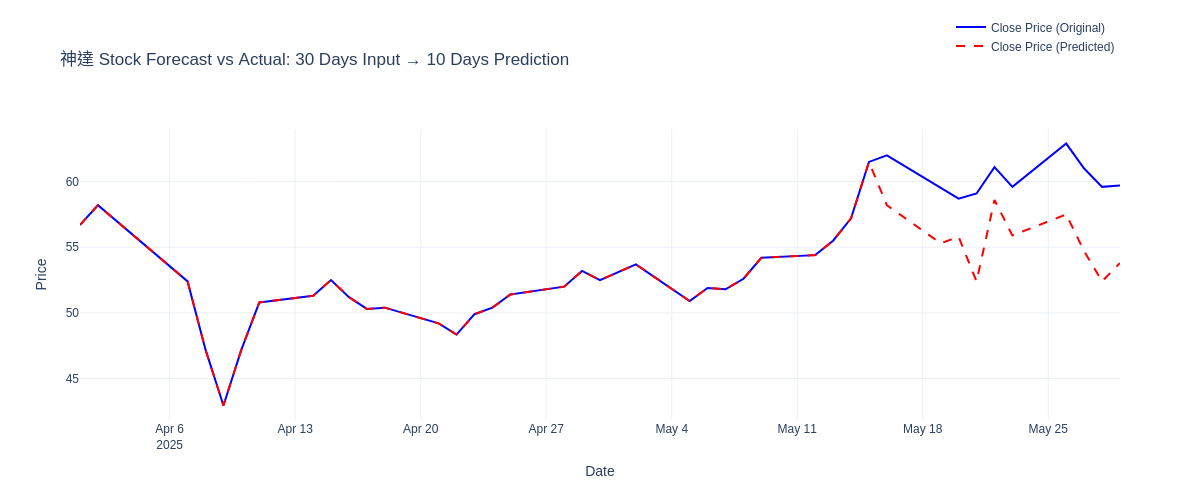 Close Price (Original)
Close Price (Predicted)
神達 Stock Forecast vs Actual: 30 Days Input → 10 Days Prediction
Price
60
55
50
45
Apr 6
2025
Apr 13
Apr 20
Apr 27
May 4
May 11
May 18
May 25
Date